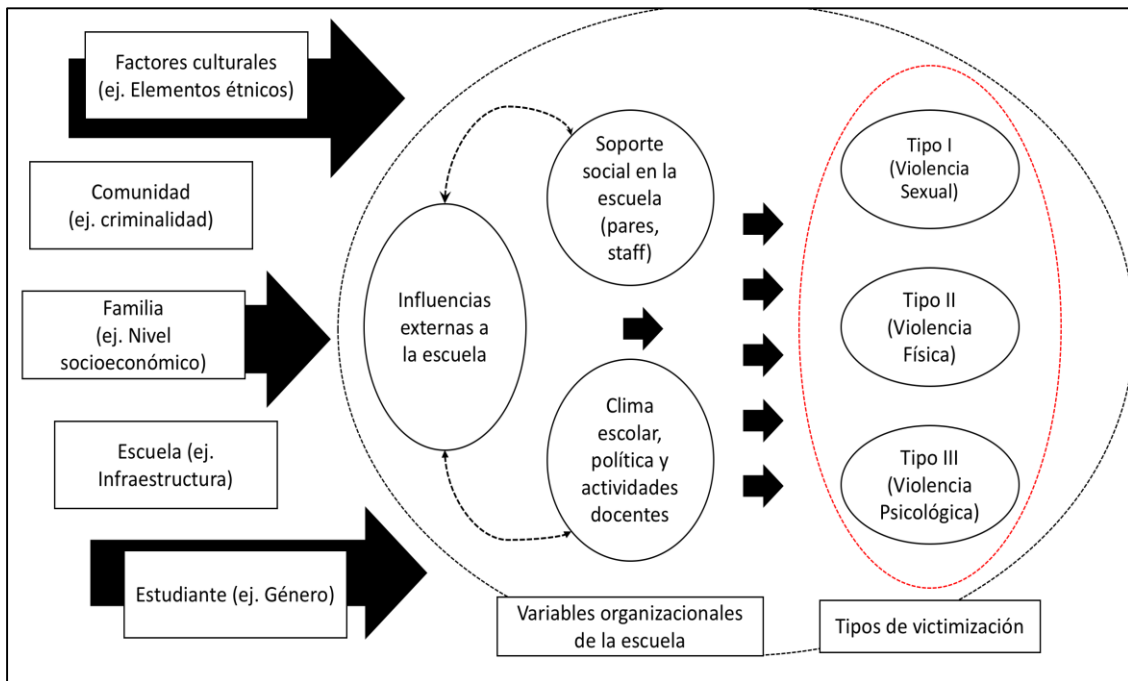 Factores culturales
(ej. Elementos étnicos)
Comunidad
(ej. criminalidad)
Familia
(ej. Nivel
socioeconómico)
Escuela (ej.
Infraestructura)
Estudiante (ej. Género)
Influencias
externas a
la escuela
Soporte
social en la
escuela
(pares,
staff)
Clima
escolar,
política y
actividades
docentes
Variables organizacionales
de la escuela
Tipo I
(Violencia
Sexual)
Tipo II
(Violencia
Física)
Tipo III
(Violencia
Psicológica)
Tipos de victimización